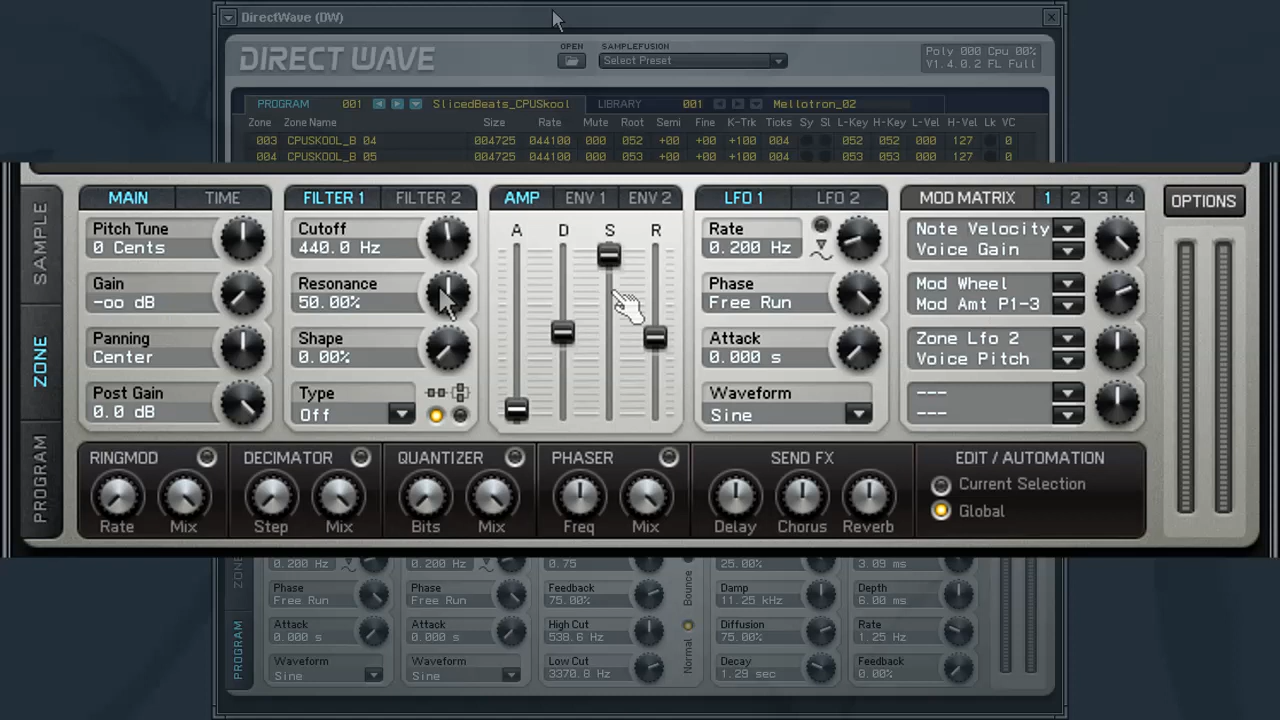 DirectWave (DW)
DIRECT WAVE
OPEN
SAMPLEFUSION
Select Preset
Poly 000 Cpu 00%
V1.4.0.2 FL Full
PROGRAM 001 SlicedBeats_CPUSkool LIBRARY 001 Mellotron_02
Zone Zone Name Size Rate Mute Root Semi Fine K-Trk Ticks Sy Sl L-Key H-Key L-Vel H-Vel Lk VC
003 CPUSKOOL_B 04 004725 044100 000 052 +00 +00 +100 004 052 052 000 127 0
004 CPUSKOOL_B 05 004725 044100 000 053 +00 +00 +100 004 053 053 000 127 0
SAMPLE
ZONE
PROGRAM
MAIN TIME
Pitch Tune
0 Cents
Gain
-oo dB
Panning
Center
Post Gain
0.0 dB
FILTER 1 FILTER 2
Cutoff
440.0 Hz
Resonance
50.00%
Shape
0.00%
Type
Off
AMP ENV 1 ENV 2
A D S R
LFO 1 LFO 2
Rate
0.200 Hz
Phase
Free Run
Attack
0.000 s
Waveform
Sine
MOD MATRIX 1 2 3 4
Note Velocity
Voice Gain
Mod Wheel
Mod Amt P1-3
Zone Lfo 2
Voice Pitch
---
---
OPTIONS
RINGMOD
Rate Mix
DECIMATOR
Step Mix
QUANTIZER
Bits Mix
PHASER
Freq Mix
SEND FX
Delay Chorus Reverb
EDIT / AUTOMATION
Current Selection
Global
ZONE
PROGRAM
0.200 Hz
Phase
Free Run
Attack
0.000 s
Waveform
Sine
0.200 Hz
Phase
Free Run
Attack
0.000 s
Waveform
Sine
0.75
Feedback
75.00%
High Cut
538.6 Hz
Low Cut
3370.8 Hz
Bounce
Normal
25.00%
Damp
11.25 kHz
Diffusion
75.00%
Decay
1.29 sec
3.09 ms
Depth
6.00 ms
Rate
1.25 Hz
Feedback
0.00%